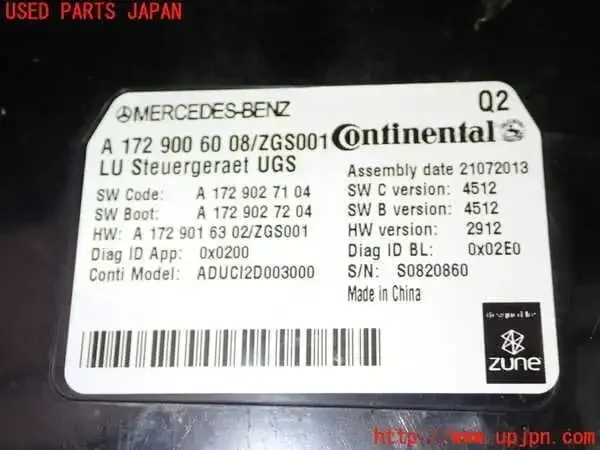 USED PARTS JAPAN
MERCEDES-BENZ
Q2
A 172 900 60 08/ZGS001
Continental
LU Steuergeraet UGS
Assembly date 21072013
SW Code: A 172 902 71 04
SW C version: 4512
SW Boot: A 172 902 72 04
SW B version: 4512
HW: A 172 901 63 02/ZGS001
HW version: 2912
Diag ID App: 0x0200
Diag ID BL: 0x02E0
Conti Model: ADUCI2D003000
S/N: S0820860
Made in China
designed by
zune
UPJ
http://www.upjpn.com/